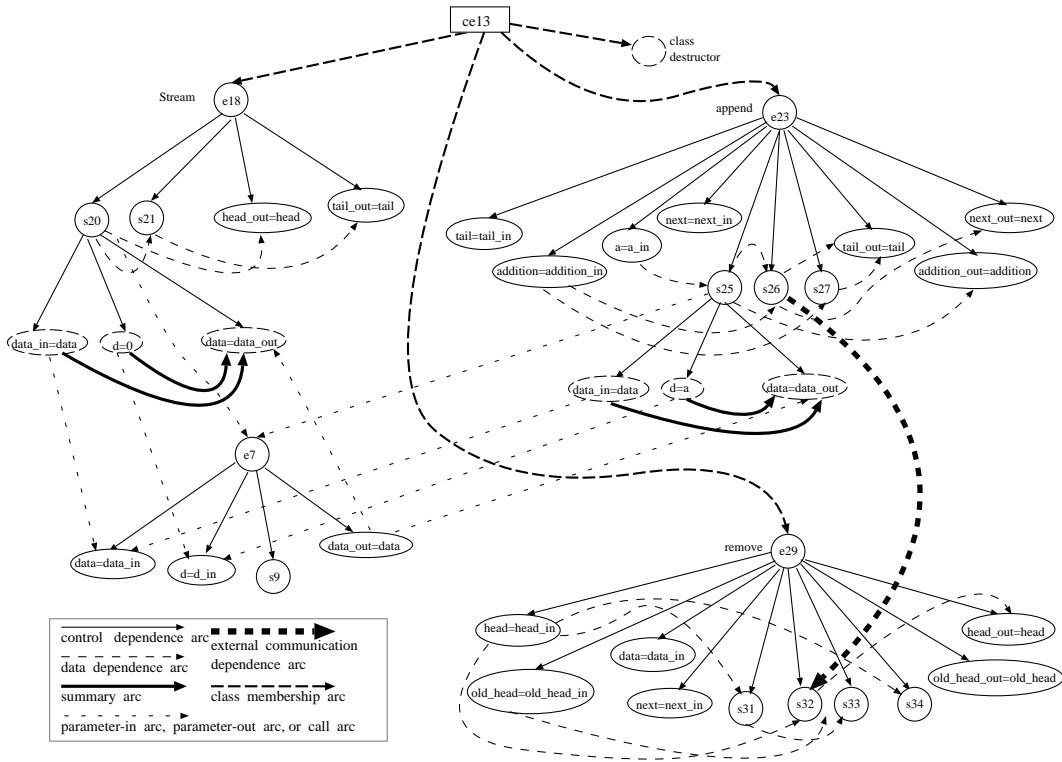 ce13
class
destructor
Stream
e18
append
e23
s20
s21
head_out=head
tail_out=tail
tail=tail_in
next=next_in
a=a_in
tail_out=tail
next_out=next
addition=addition_in
addition_out=addition
s25
s26
s27
data_in=data
d=0
data=data_out
data_in=data
d=a
data=data_out
e7
data=data_in
d=d_in
s9
data_out=data
remove
e29
head=head_in
data=data_in
head_out=head
old_head=old_head_in
next=next_in
old_head_out=old_head
s31
s32
s33
s34
control dependence arc
external communication
dependence arc
data dependence arc
summary arc
class membership arc
parameter-in arc, parameter-out arc, or call arc